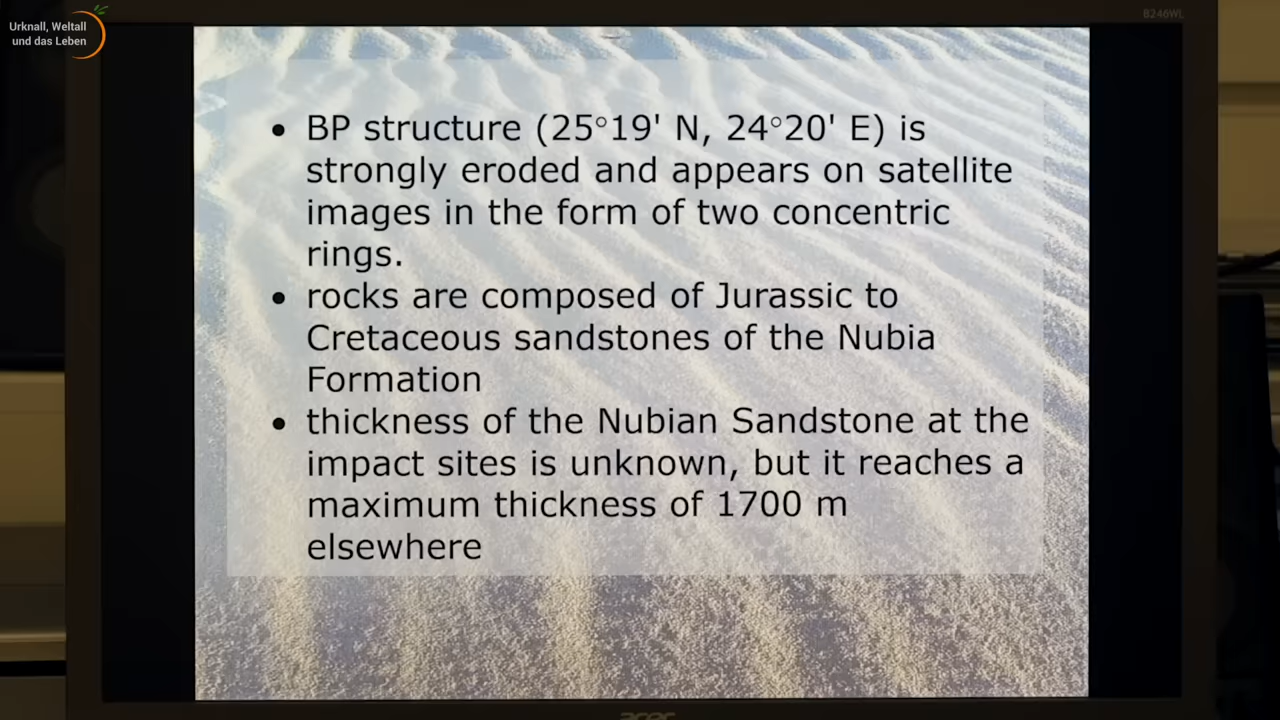 Urknall, Weltall
und das Leben
B246WL
• BP structure (25°19' N, 24°20' E) is
strongly eroded and appears on satellite
images in the form of two concentric
rings.
• rocks are composed of Jurassic to
Cretaceous sandstones of the Nubia
Formation
• thickness of the Nubian Sandstone at the
impact sites is unknown, but it reaches a
maximum thickness of 1700 m
elsewhere
acer